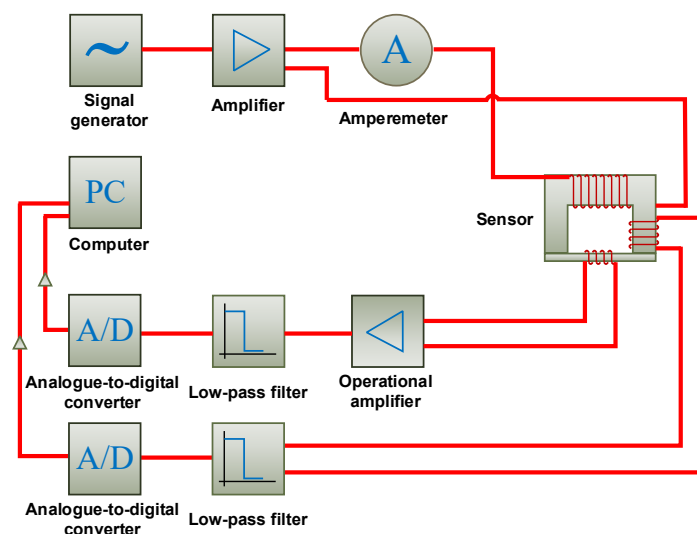 A
Signal
generator
Amplifier
Amperemeter
PC
Computer
Sensor
A/D
Analogue-to-digital
converter
Low-pass filter
Operational
amplifier
A/D
Analogue-to-digital
converter
Low-pass filter